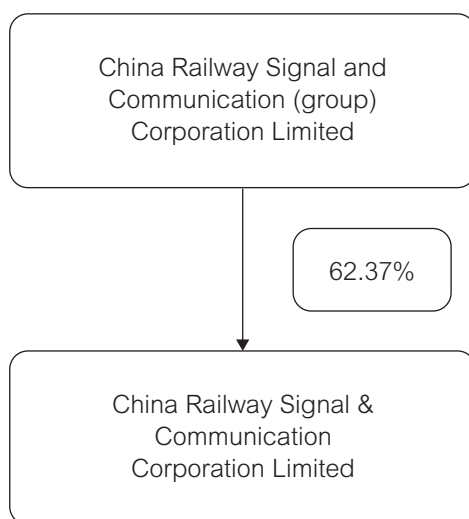 China Railway Signal and
Communication (group)
Corporation Limited
62.37%
China Railway Signal &
Communication
Corporation Limited